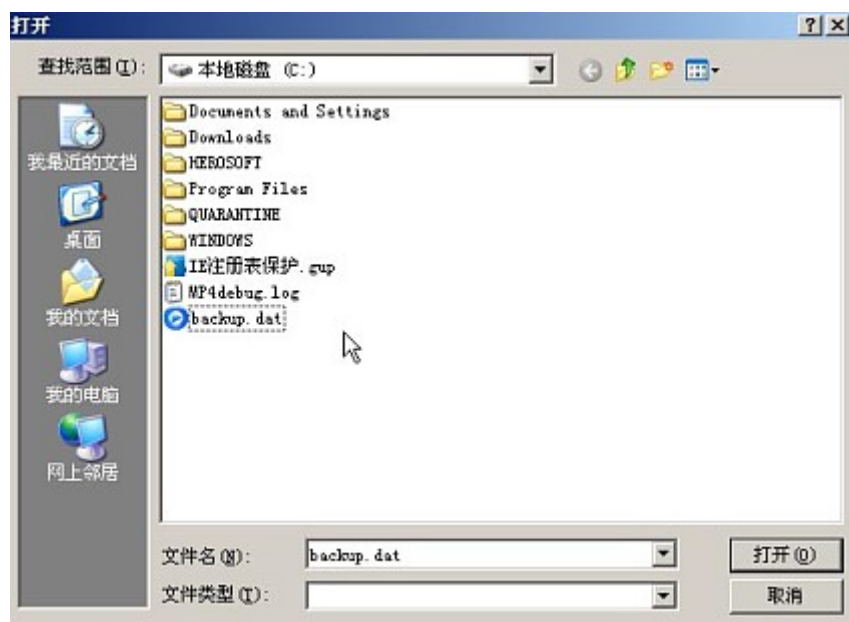 打开
查找范围(I):
本地磁盘 (C:)
我最近的文档
桌面
我的文档
我的电脑
网上邻居
Documents and Settings
Downloads
HEROSOFT
Program Files
QUARANTINE
WINDOWS
IE注册表保护.gup
MP4debug.log
backup.dat
文件名(N):
backup.dat
打开(O)
文件类型(T):
取消